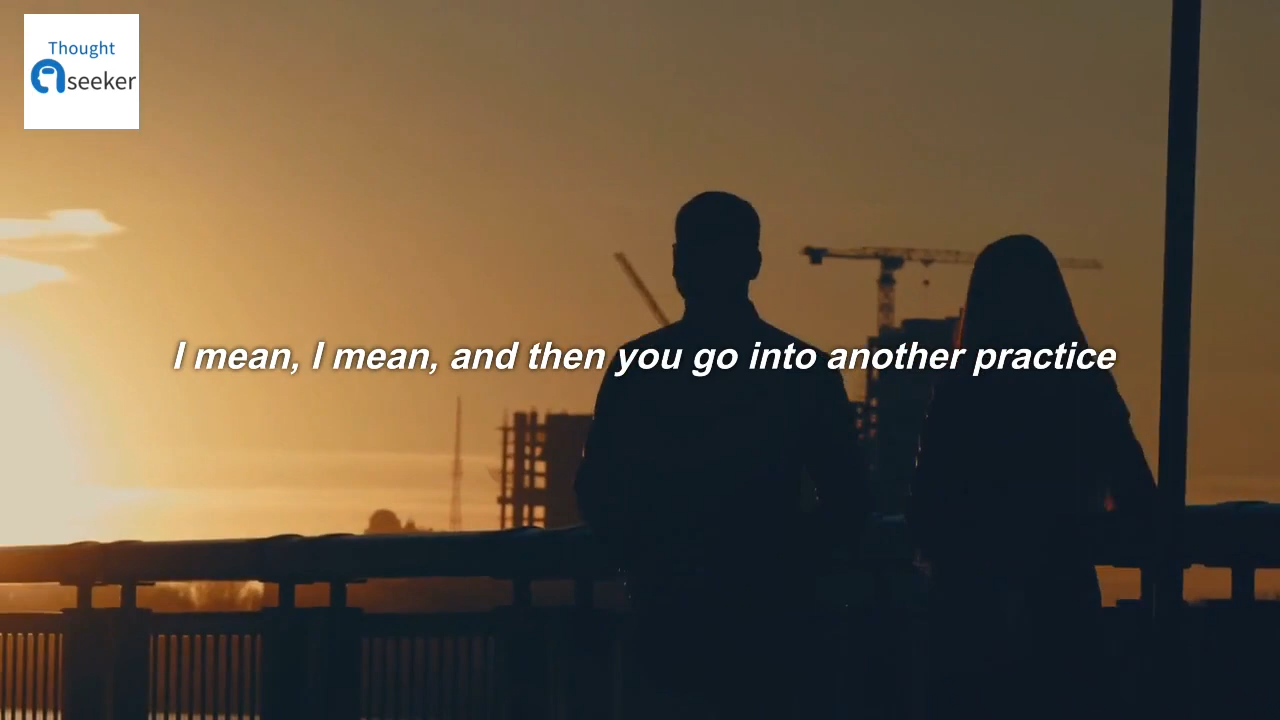 Thought
seeker
I mean, I mean, and then you go into another practice